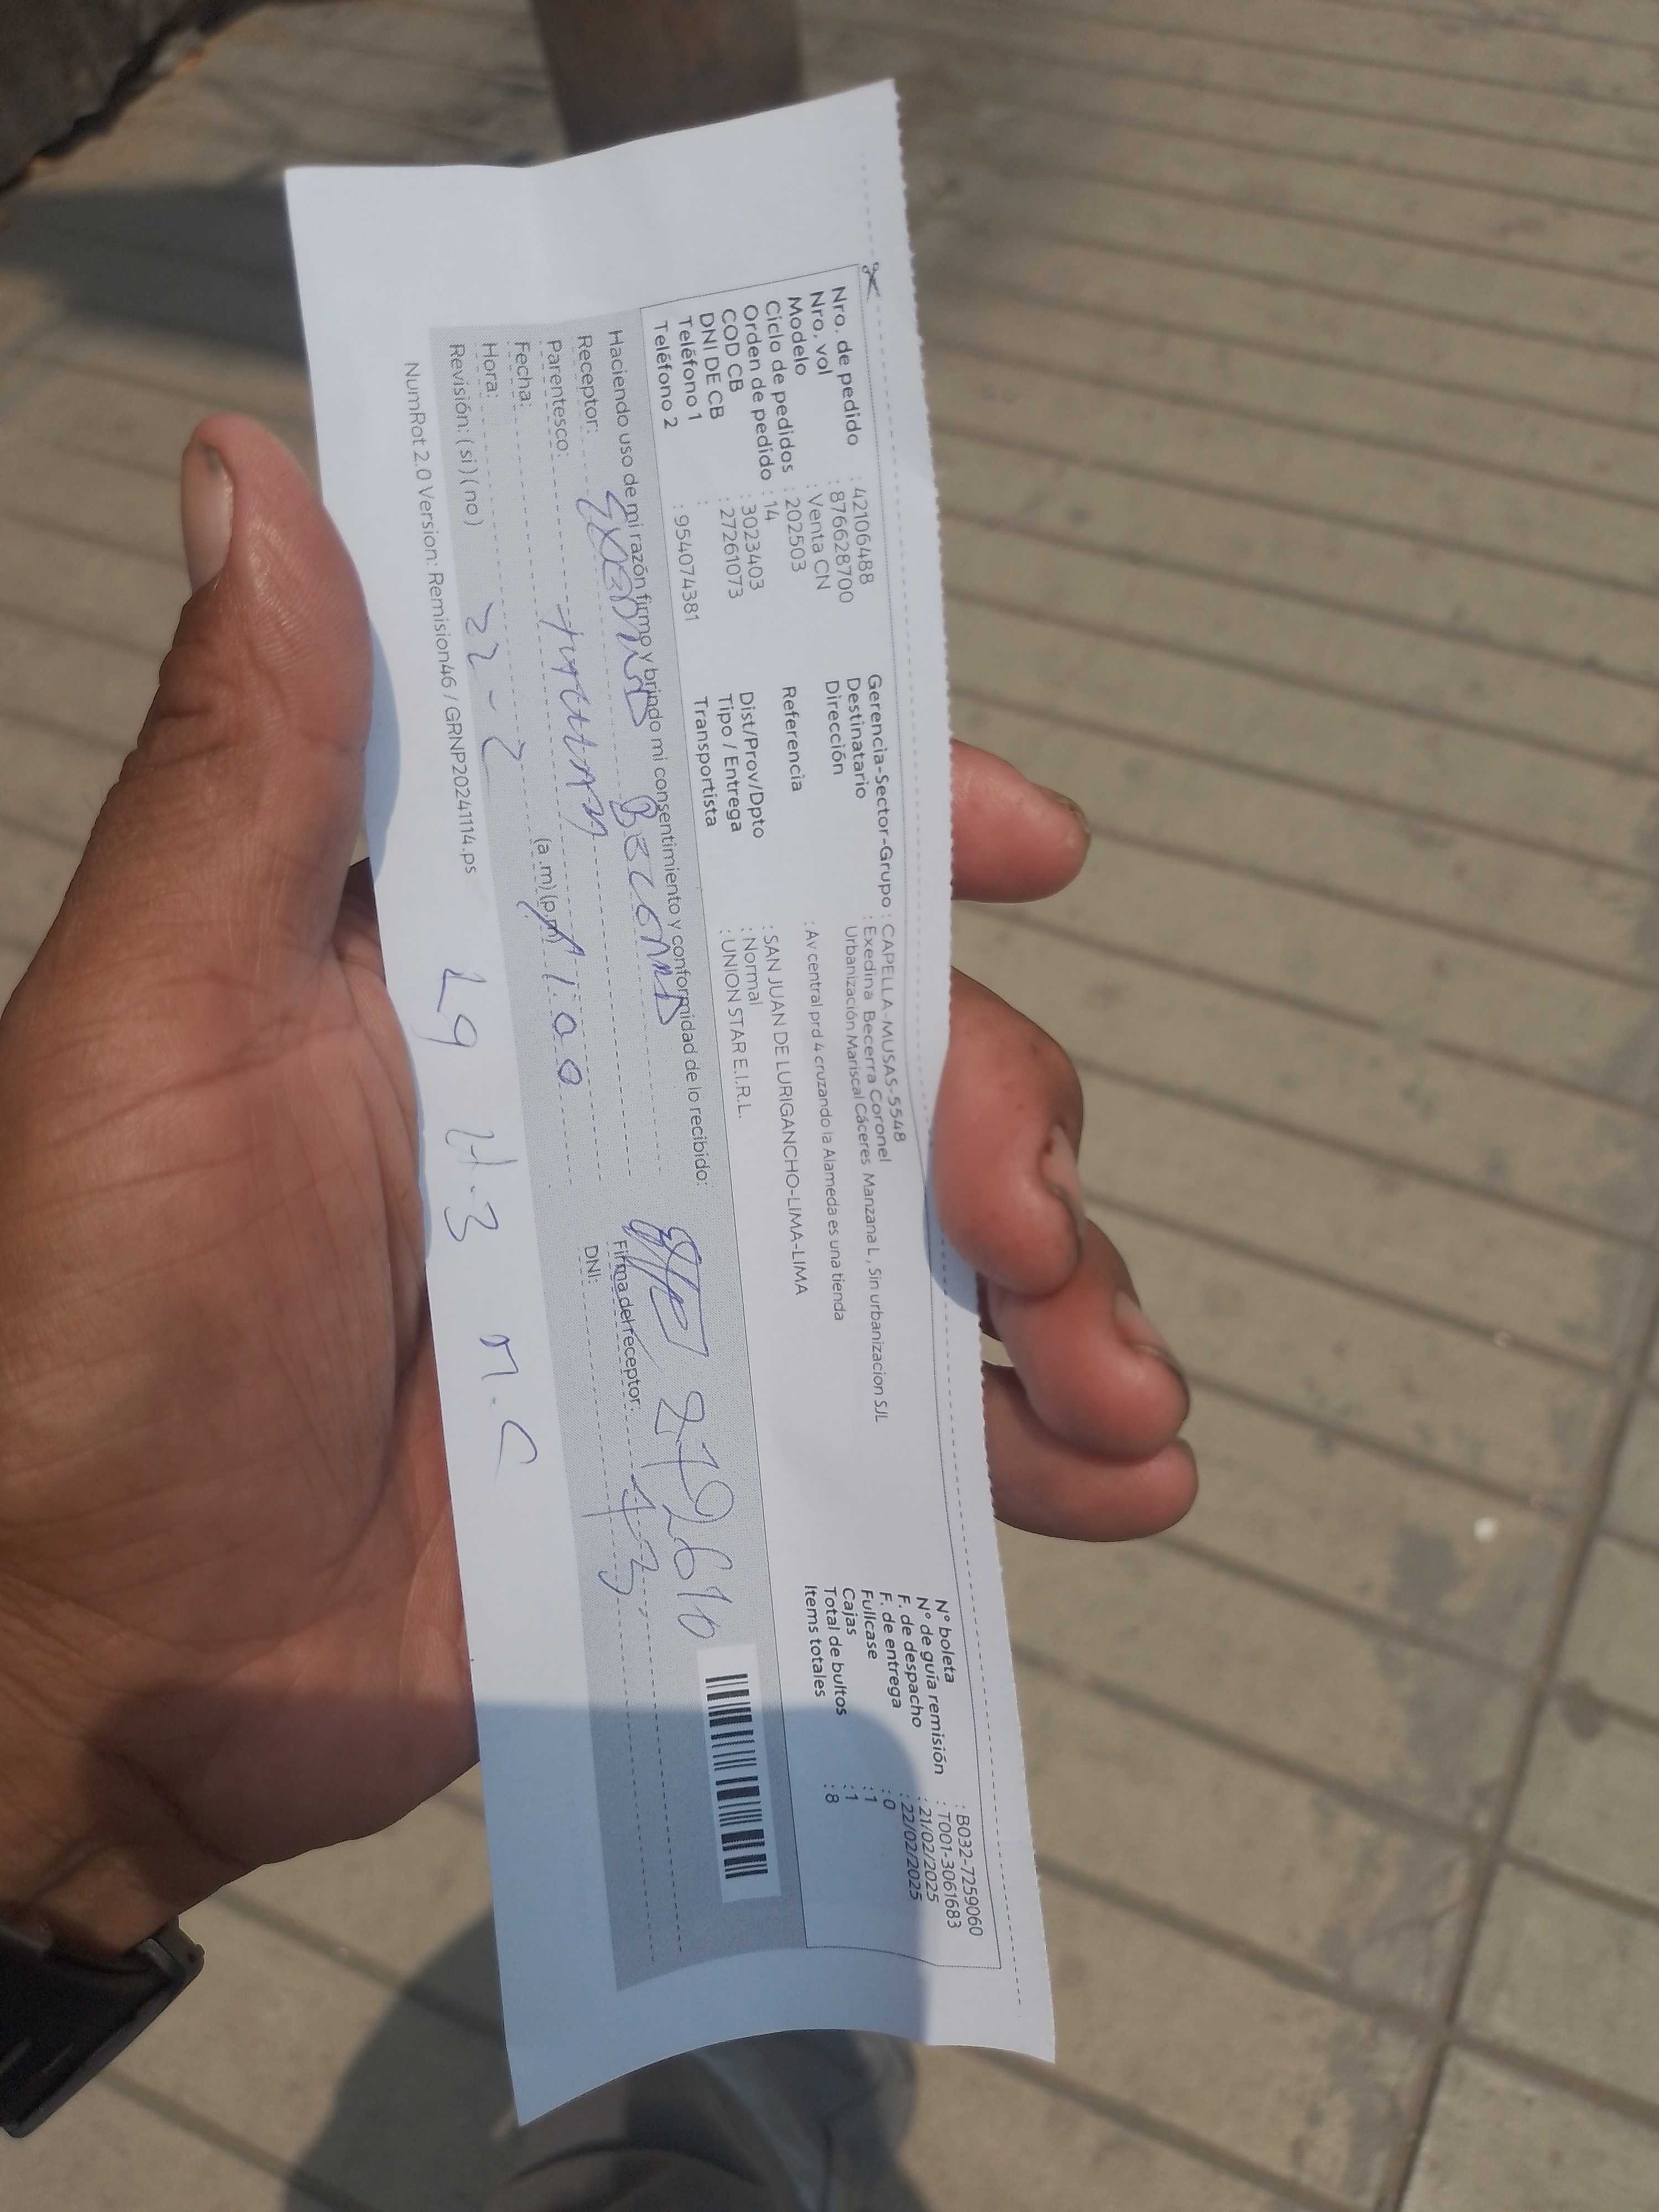 Nro. de pedido : 42106488
Nro. vol : 876628700
Modelo : Venta CN
Ciclo de pedidos : 202503
Orden de pedido : 14
COD CB : 3023403
DNI DE CB : 27261073
Teléfono 1 :
Teléfono 2 : 954074381
Gerencia-Sector-Grupo : CAPELLA-MUSAS-5548
Destinatario : Exedina Becerra Coronel
Dirección Urbanización Mariscal Cáceres Manzana L, Sin urbanizacion SJL
Referencia : Av central prd 4 cruzando la Alameda es una tienda
Dist/Prov/Dpto : SAN JUAN DE LURIGANCHO-LIMA-LIMA
Tipo / Entrega : Normal
Transportista : UNION STAR E.I.R.L.
N° boleta : B032-7259060
N° de guía remisión : T001-3061683
F. de despacho : 21/02/2025
F. de entrega : 22/02/2025
Fullcase : 0
Cajas : 1
Total de bultos : 1
Items totales : 8
Haciendo uso de mi razón firmo y brindo mi consentimiento y conformidad de lo recibido:
Receptor:
Parentesco: titular
Fecha: 22-2
Hora: (a.m)(p.m) 1:00
Revisión: (si)(no)
Firma del receptor:
DNI: 272610
73
NumRot 2.0 Version: Remision46 / GRNP20241114.ps
Lg H.3 M.C